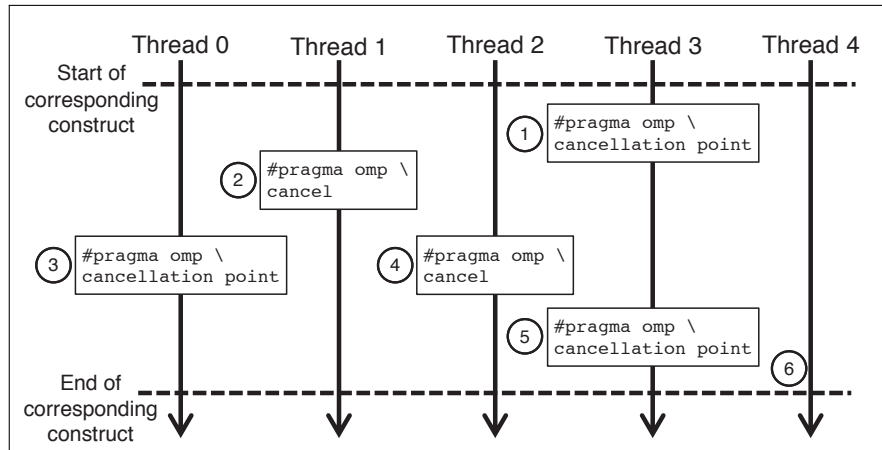 Thread 0 Thread 1 Thread 2 Thread 3 Thread 4
Start of
corresponding
construct
1
#pragma omp \
cancellation point
2
#pragma omp \
cancel
3
#pragma omp \
cancellation point
4
#pragma omp \
cancel
5
#pragma omp \
cancellation point
6
End of
corresponding
construct